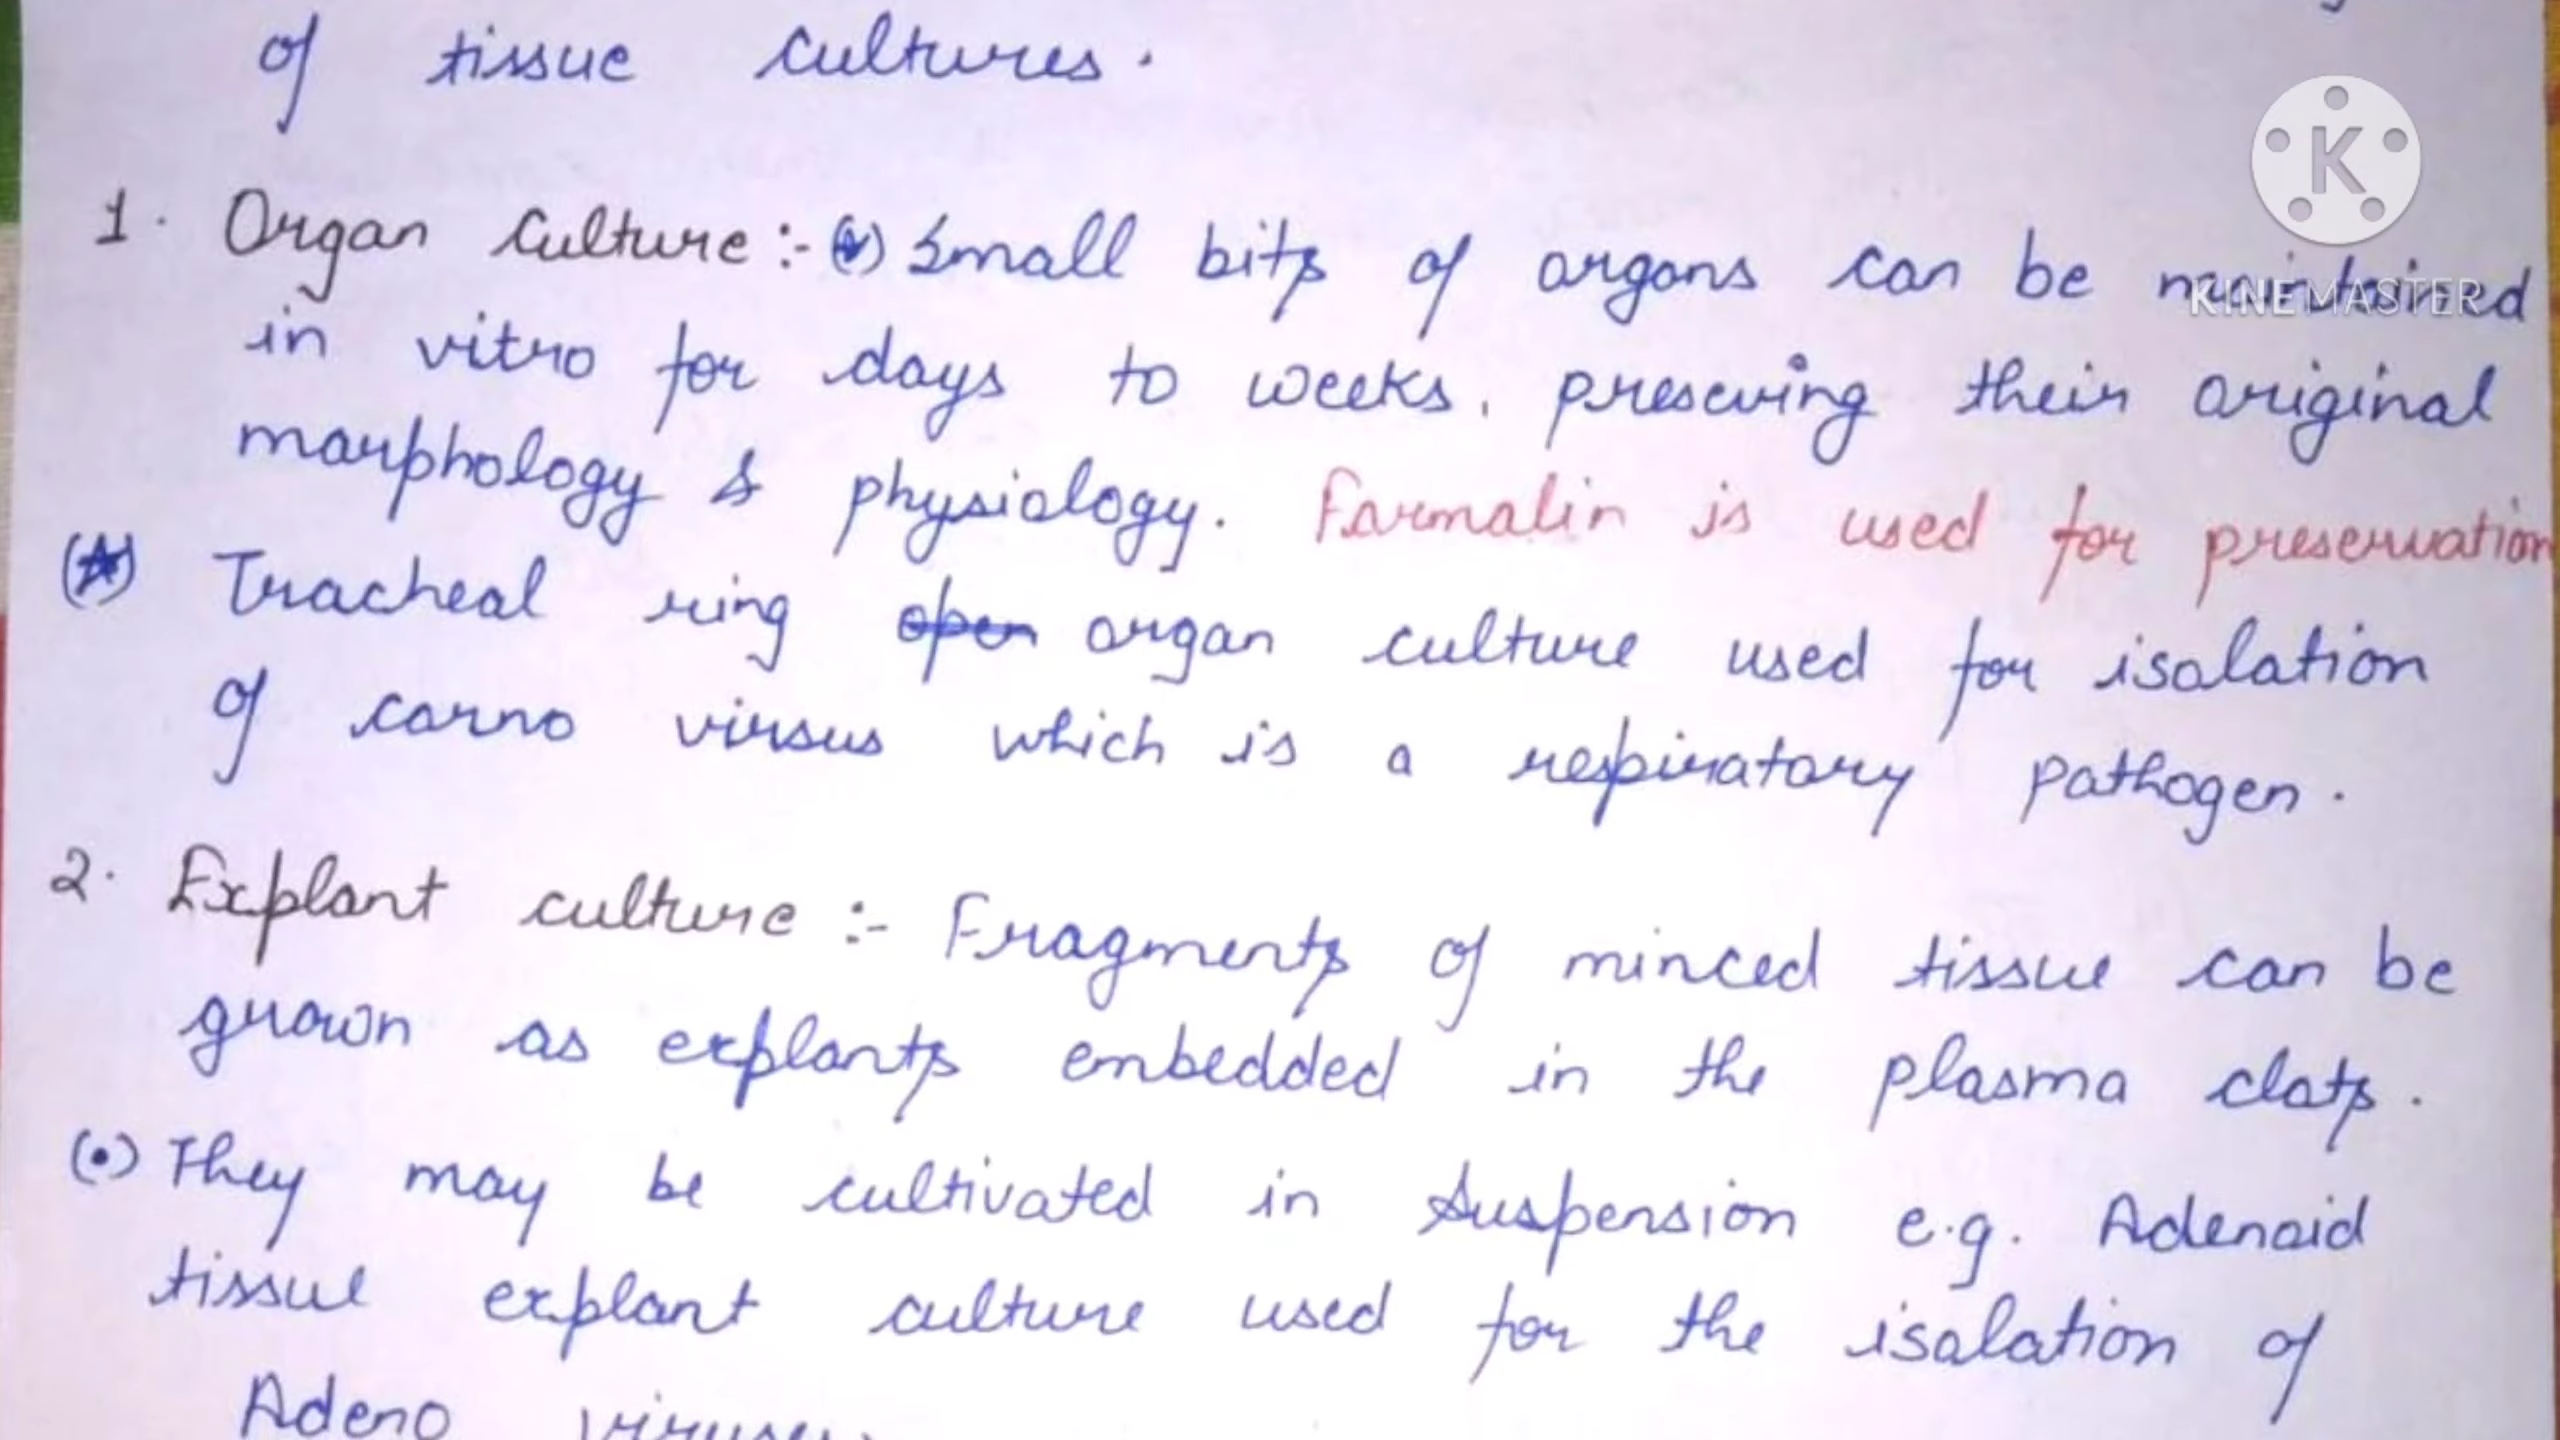 of tissue cultures.
K
KINEMASTER
1. Organ Culture :- (*) Small bits of organs can be maintained
in vitro for days to weeks, preserving their original
morphology & physiology. Formalin is used for preservation
(*) Tracheal ring open organ culture used for isolation
of corno virsus which is a respiratory pathogen.
2. Explant culture :- Fragments of minced tissue can be
grown as explants embedded in the plasma clots.
(•) They may be cultivated in suspension e.g. Adenoid
tissue explant culture used for the isolation of
Adeno viruses.